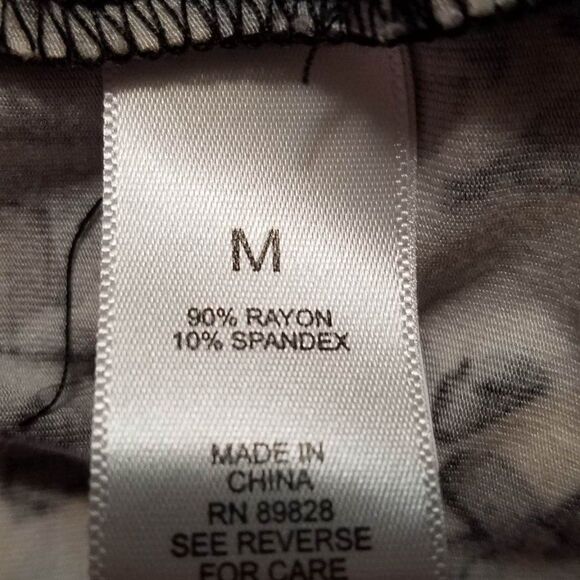 M
90% RAYON
10% SPANDEX
MADE IN
CHINA
RN 89828
SEE REVERSE
FOR CARE